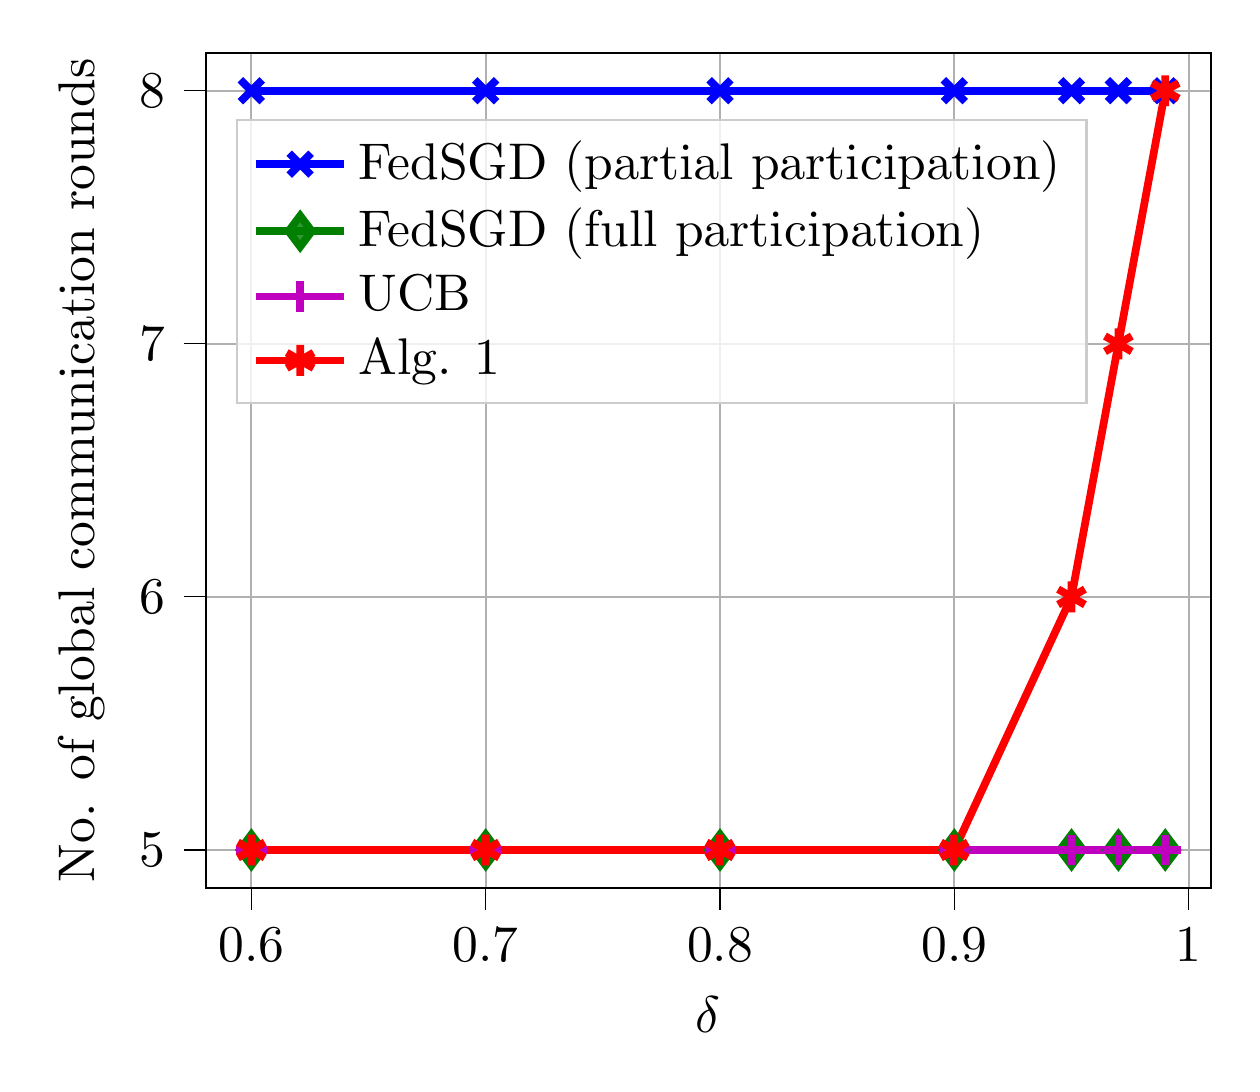 No. of global communication rounds
8
7
6
5
FedSGD (partial participation)
FedSGD (full participation)
UCB
Alg. 1
0.6 0.7 0.8 0.9 1
δ